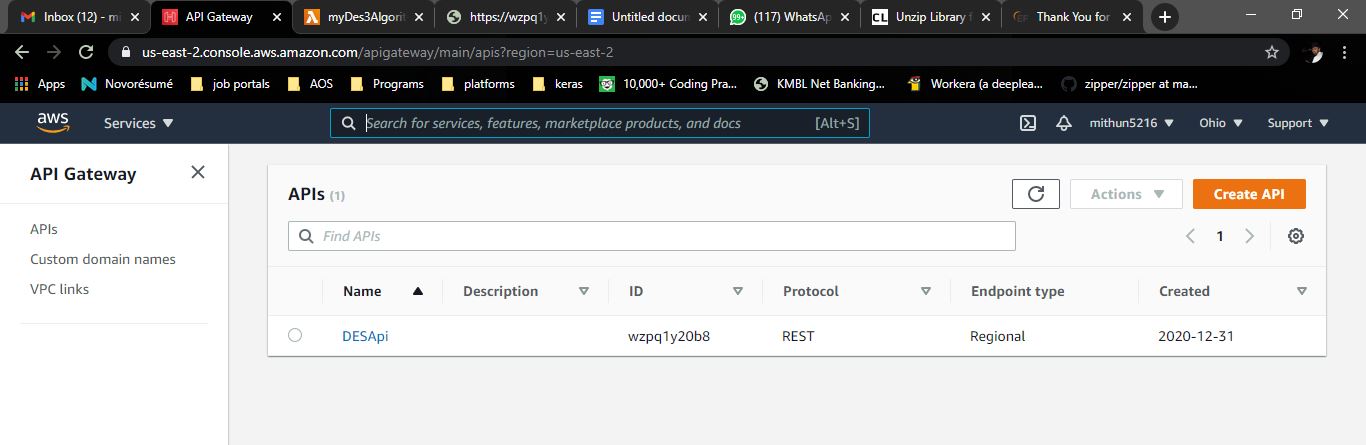 Inbox (12) - mi
API Gateway
myDes3Algorit
https://wzpq1y
Untitled docum
99+ (117) WhatsAp
CL Unzip Library f
Thank You for
us-east-2.console.aws.amazon.com/apigateway/main/apis?region=us-east-2
Apps Novorésumé job portals AOS Programs platforms keras 10,000+ Coding Pra... KMBL Net Banking... Workera (a deeplea... zipper/zipper at ma...
aws Services Search for services, features, marketplace products, and docs [Alt+S] mithun5216 Ohio Support
API Gateway
APIs
Custom domain names
VPC links
APIs (1) Actions Create API
Find APIs 1
Name Description ID Protocol Endpoint type Created
DESApi wzpq1y20b8 REST Regional 2020-12-31